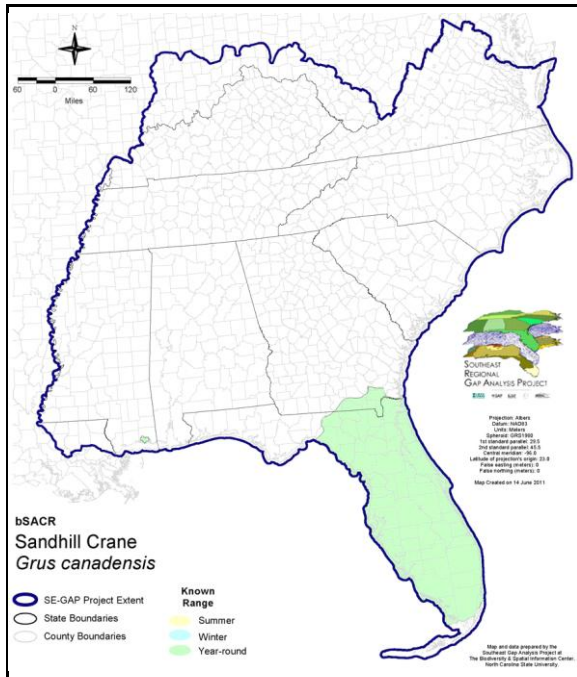 N
60 0 60 120
Miles
SOUTHEAST
REGIONAL
GAP ANALYSIS PROJECT
Projection: Albers
Datum: NAD83
Units: Meters
Spheroid: GRS1980
1st standard parallel: 29.5
2nd standard parallel: 45.5
Central meridian: -96.0
Latitude of projection's origin: 23.0
False easting (meters): 0
False northing (meters): 0
Map Created on 14 June 2011
bSACR
Sandhill Crane
Grus canadensis
SE-GAP Project Extent
State Boundaries
County Boundaries
Known
Range
Summer
Winter
Year-round
Map and data prepared by the
Southeast Gap Analysis Project at
The Biodiversity & Spatial Information Center,
North Carolina State University.